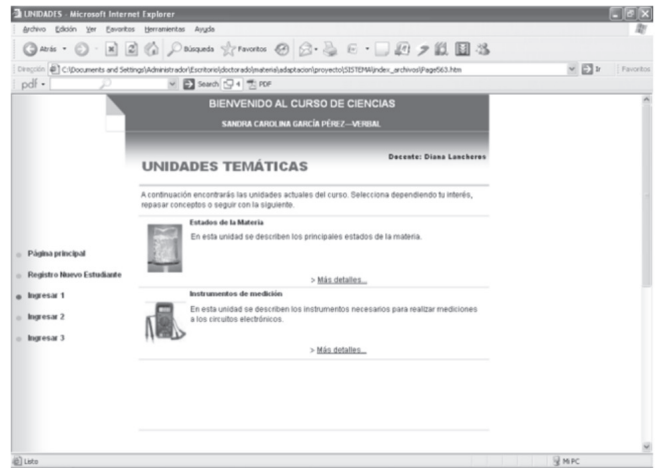 UNIDADES - Microsoft Internet Explorer
Archivo Edición Ver Favoritos Herramientas Ayuda
Atrás Búsqueda Favoritos
Dirección C:\Documents and Settings\Administrador\Escritorio\doctorado\material\adaptacion\proyecto\SISTEMA\index_archivos\Page563.htm Ir Favoritos
pdf Search 4 PDF
BIENVENIDO AL CURSO DE CIENCIAS
SANDRA CAROLINA GARCÍA PÉREZ---VERBAL
Docente: Diana Lancheros
UNIDADES TEMÁTICAS
A continuación encontrarás las unidades actuales del curso. Selecciona dependiendo tu interés,
repasar conceptos o seguir con la siguiente.
Estados de la Materia
En esta unidad se describen los principales estados de la materia.
> Más detalles...
Instrumentos de medición
En esta unidad se describen los instrumentos necesarios para realizar mediciones
a los circuitos electrónicos.
> Más detalles...
Página principal
Registro Nuevo Estudiante
Ingresar 1
Ingresar 2
Ingresar 3
Listo Mi PC